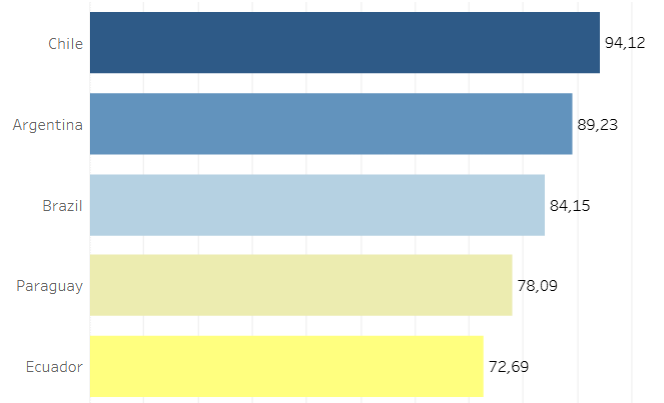 Chile 94,12
Argentina 89,23
Brazil 84,15
Paraguay 78,09
Ecuador 72,69